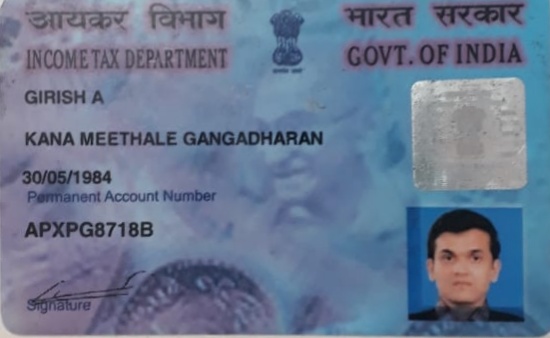 आयकर विभाग
भारत सरकार
INCOME TAX DEPARTMENT
GOVT. OF INDIA
GIRISH A
KANA MEETHALE GANGADHARAN
30/05/1984
Permanent Account Number
APXPG8718B
Signature